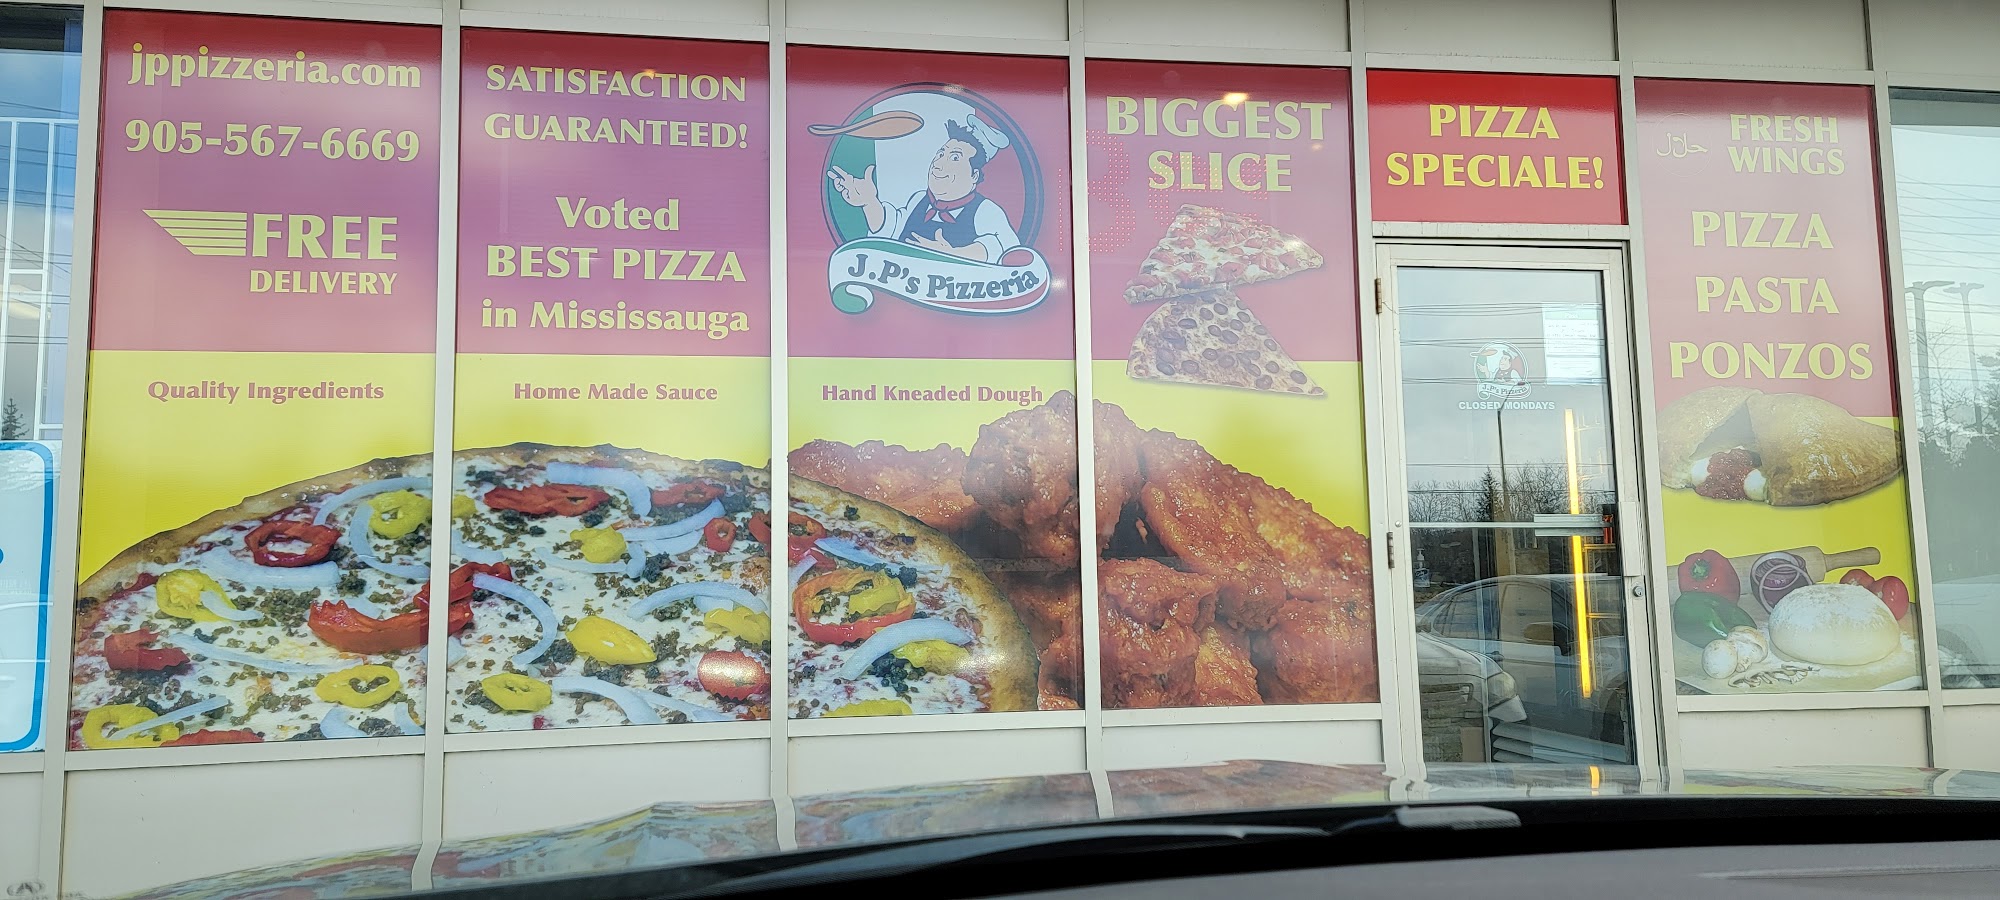 jppizzeria.com
905-567-6669
FREE
DELIVERY
Quality Ingredients
SATISFACTION
GUARANTEED!
Voted
BEST PIZZA
in Mississauga
Home Made Sauce
J.P's Pizzeria
Hand Kneaded Dough
BIGGEST
SLICE
PIZZA
SPECIALE!
J.P's Pizzeria
CLOSED MONDAYS
حلال
FRESH
WINGS
PIZZA
PASTA
PONZOS